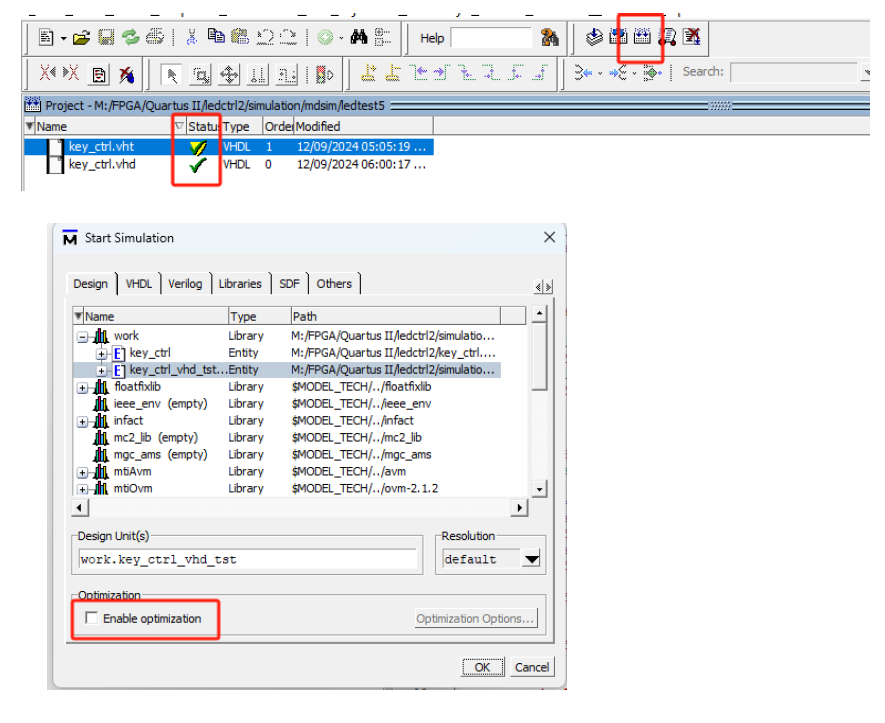 Help
Search:
Project - M:/FPGA/Quartus II/ledctrl2/simulation/mdsim/ledtest5
Name Statu Type Order Modified
key_ctrl.vht VHDL 1 12/09/2024 05:05:19 ...
key_ctrl.vhd VHDL 0 12/09/2024 06:00:17 ...
Start Simulation
Design VHDL Verilog Libraries SDF Others
Name Type Path
work Library M:/FPGA/Quartus II/ledctrl2/simulatio...
key_ctrl Entity M:/FPGA/Quartus II/ledctrl2/key_ctrl....
key_ctrl_vhd_tst... Entity M:/FPGA/Quartus II/ledctrl2/simulatio...
floatfixlib Library $MODEL_TECH/../floatfixlib
ieee_env (empty) Library $MODEL_TECH/../ieee_env
infact Library $MODEL_TECH/../infact
mc2_lib (empty) Library $MODEL_TECH/../mc2_lib
mgc_ams (empty) Library $MODEL_TECH/../mgc_ams
mtiAvm Library $MODEL_TECH/../avm
mtiOvm Library $MODEL_TECH/../ovm-2.1.2
Design Unit(s) Resolution
work.key_ctrl_vhd_tst default
Optimization
Enable optimization Optimization Options...
OK Cancel